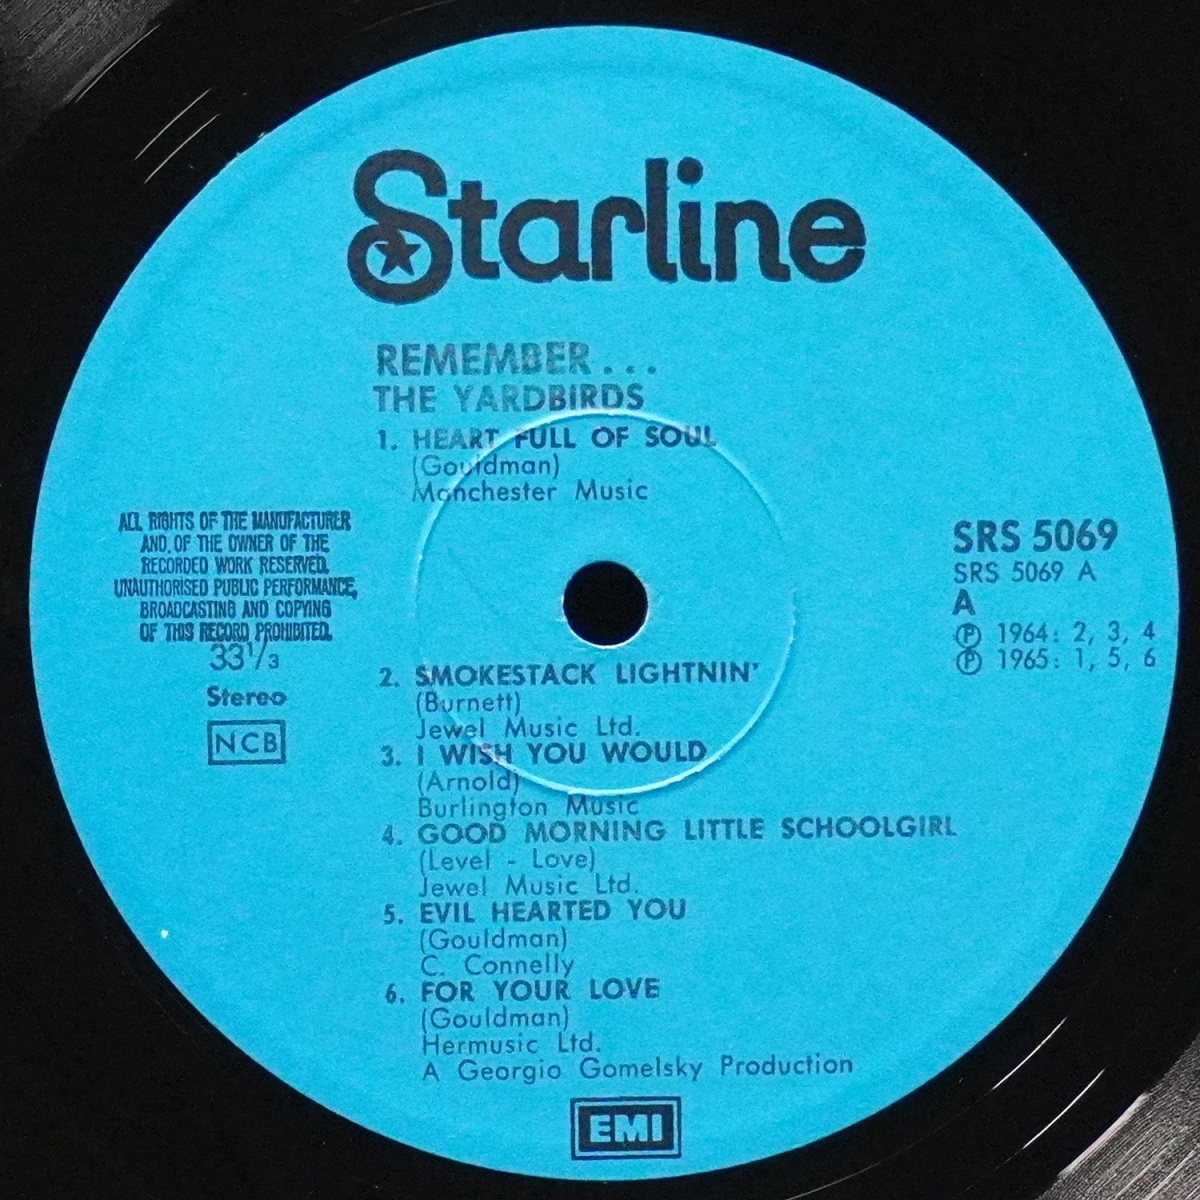 Starline
REMEMBER...
THE YARDBIRDS
1. HEART FULL OF SOUL
(Gouldman)
Manchester Music
ALL RIGHTS OF THE MANUFACTURER
AND OF THE OWNER OF THE
RECORDED WORK RESERVED.
UNAUTHORISED PUBLIC PERFORMANCE,
BROADCASTING AND COPYING
OF THIS RECORD PROHIBITED.
33⅓
Stereo
NCB
SRS 5069
SRS 5069 A
A
Ⓟ 1964: 2, 3, 4
Ⓟ 1965: 1, 5, 6
2. SMOKESTACK LIGHTNIN'
(Burnett)
Jewel Music Ltd.
3. I WISH YOU WOULD
(Arnold)
Burlington Music
4. GOOD MORNING LITTLE SCHOOLGIRL
(Level - Love)
Jewel Music Ltd.
5. EVIL HEARTED YOU
(Gouldman)
C. Connelly
6. FOR YOUR LOVE
(Gouldman)
Hermusic Ltd.
A Georgio Gomelsky Production
EMI